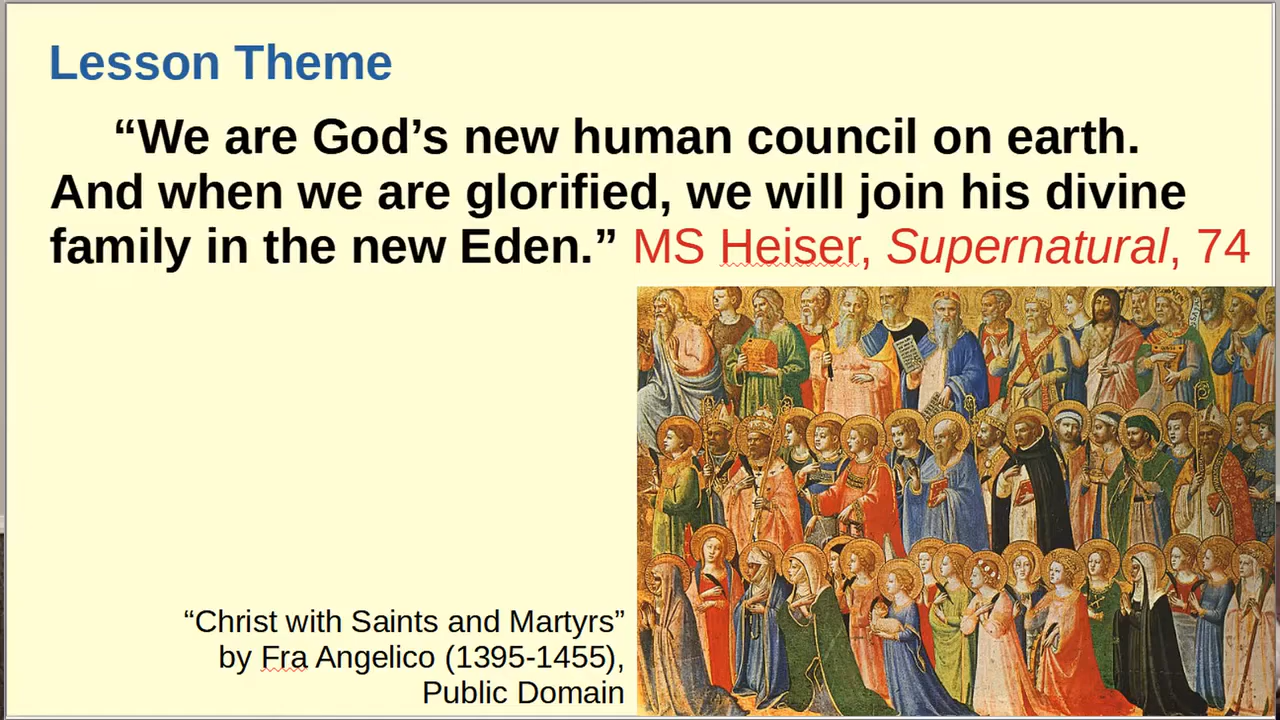 Lesson Theme
“We are God’s new human council on earth.
And when we are glorified, we will join his divine
family in the new Eden.” MS Heiser, Supernatural, 74
“Christ with Saints and Martyrs”
by Fra Angelico (1395-1455),
Public Domain